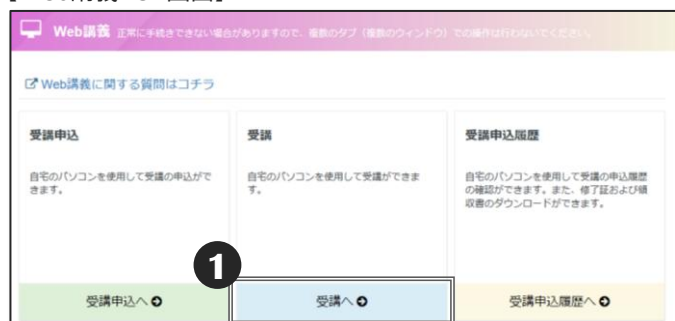 Web講義 正常に手続きできない場合がありますので、複数のタブ（複数のウィンドウ）での操作は行わないでください。
Web講義に関する質問はコチラ
受講申込
自宅のパソコンを使用して受講の申込がで
きます。
受講申込へ
受講
自宅のパソコンを使用して受講ができま
す。
1
受講へ
受講申込履歴
自宅のパソコンを使用して受講の申込履歴
の確認ができます。また、修了証および領
収書のダウンロードができます。
受講申込履歴へ